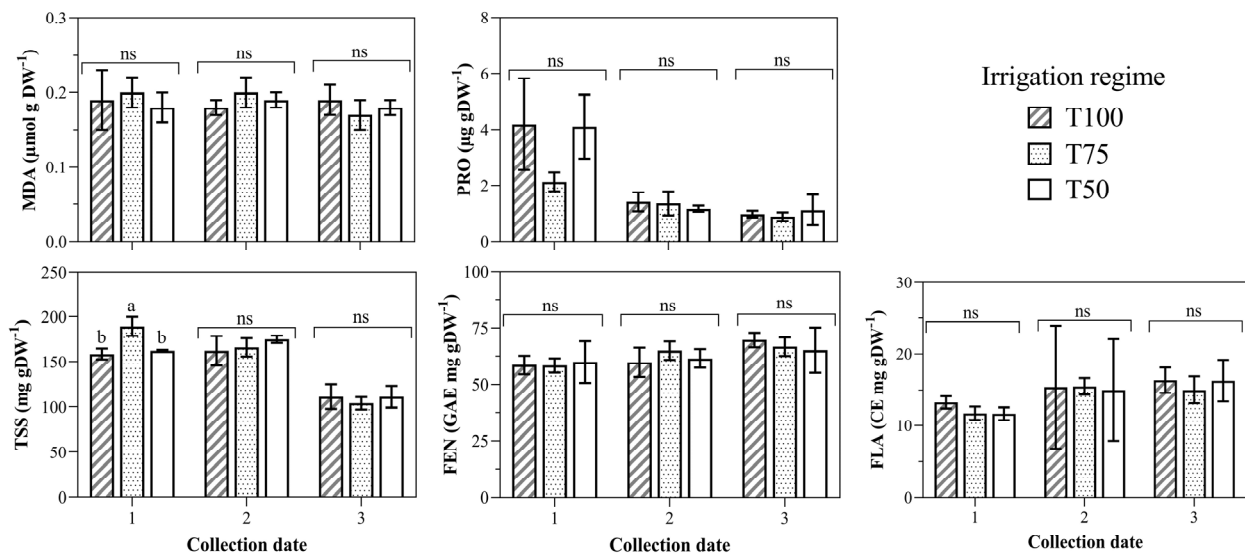 0.3
0.2
0.1
0.0
MDA (µmol g DW⁻¹)
ns
ns
ns
8
6
4
2
0
PRO (µg gDW⁻¹)
ns
ns
ns
Irrigation regime
T100
T75
T50
250
200
150
100
50
0
TSS (mg gDW⁻¹)
b
a
b
ns
ns
1
2
3
Collection date
100
75
50
25
0
FEN (GAE mg gDW⁻¹)
ns
ns
ns
1
2
3
Collection date
30
20
10
0
FLA (CE mg gDW⁻¹)
ns
ns
ns
1
2
3
Collection date